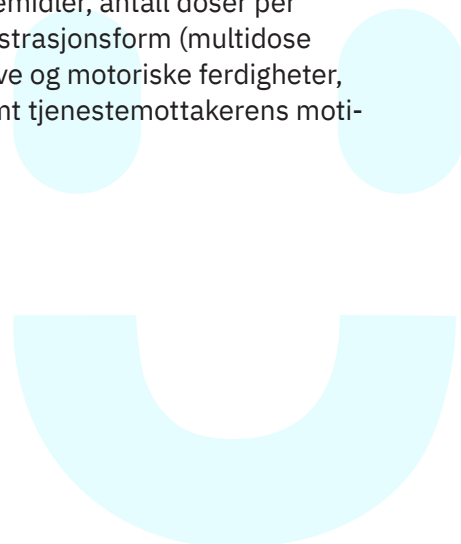 emidler, antall doser per
strasjonsform (multidose
ve og motoriske ferdigheter,
nt tjenestemottakerens moti-